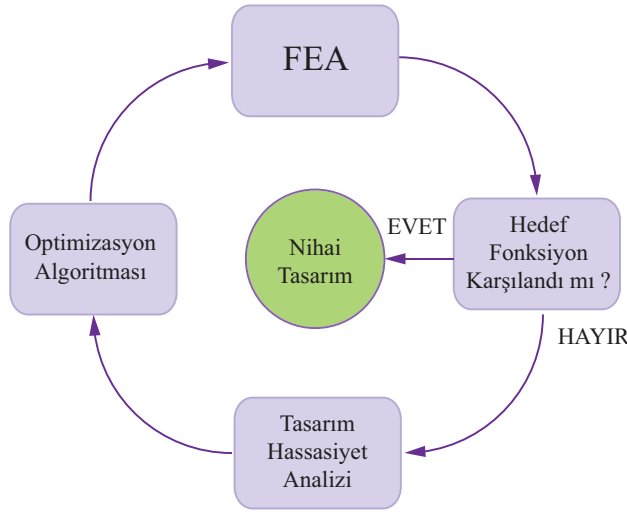 FEA
EVET
Hedef
Fonksiyon
Karşılandı mı ?
Optimizasyon
Algoritması
Nihai
Tasarım
HAYIR
Tasarım
Hassasiyet
Analizi